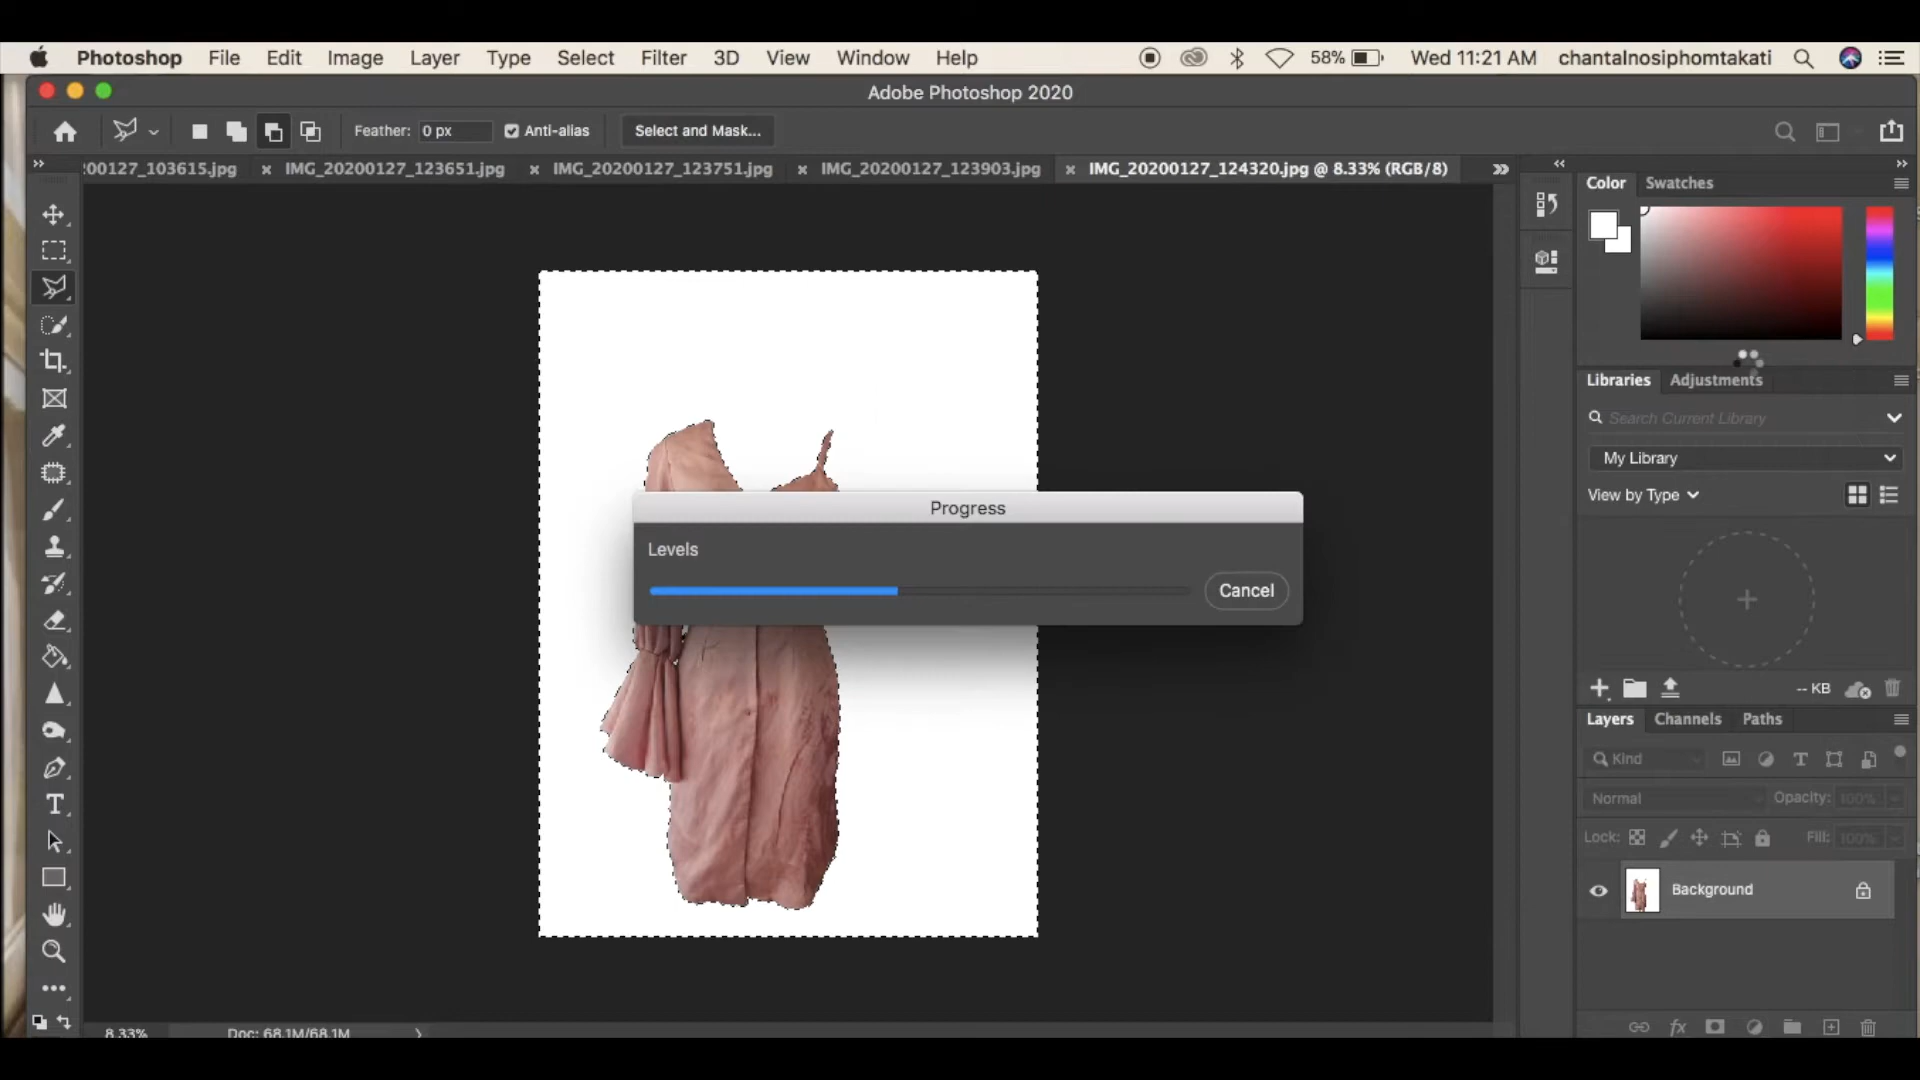 Photoshop File Edit Image Layer Type Select Filter 3D View Window Help 58% Wed 11:21 AM chantalnosiphomtakati
Adobe Photoshop 2020
Feather: 0 px Anti-alias Select and Mask...
00127_103615.jpg IMG_20200127_123651.jpg IMG_20200127_123751.jpg IMG_20200127_123903.jpg IMG_20200127_124320.jpg @ 8.33% (RGB/8)
Color Swatches
Libraries Adjustments
Search Current Library
My Library
View by Type
Progress
Levels
Cancel
-- KB
Layers Channels Paths
Kind
Normal Opacity: 100%
Lock: Fill: 100%
Background
8.33% Doc: 68.1M/68.1M